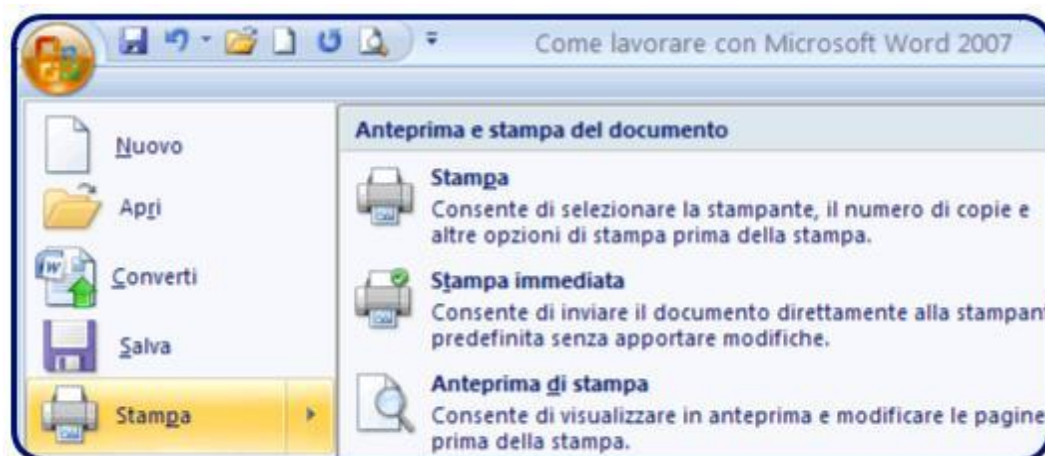 Come lavorare con Microsoft Word 2007
Nuovo
Apri
Converti
Salva
Stampa
Anteprima e stampa del documento
Stampa
Consente di selezionare la stampante, il numero di copie e
altre opzioni di stampa prima della stampa.
Stampa immediata
Consente di inviare il documento direttamente alla stampant
predefinita senza apportare modifiche.
Anteprima di stampa
Consente di visualizzare in anteprima e modificare le pagine
prima della stampa.